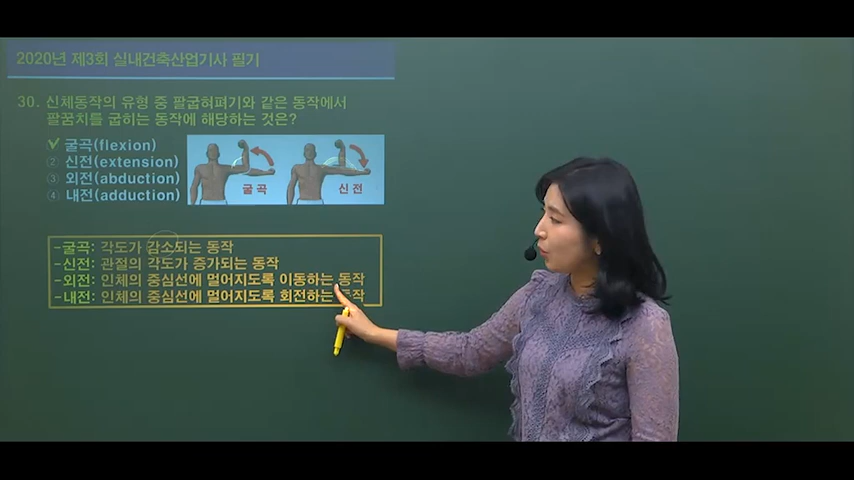 2020년 제3회 실내건축산업기사 필기
30. 신체동작의 유형 중 팔굽혀펴기와 같은 동작에서
팔꿈치를 굽히는 동작에 해당하는 것은?
굴곡(flexion)
② 신전(extension)
③ 외전(abduction)
④ 내전(adduction)
굴곡
신전
-굴곡: 각도가 감소되는 동작
-신전: 관절의 각도가 증가되는 동작
-외전: 인체의 중심선에 멀어지도록 이동하는 동작
-내전: 인체의 중심선에 멀어지도록 회전하는 동작